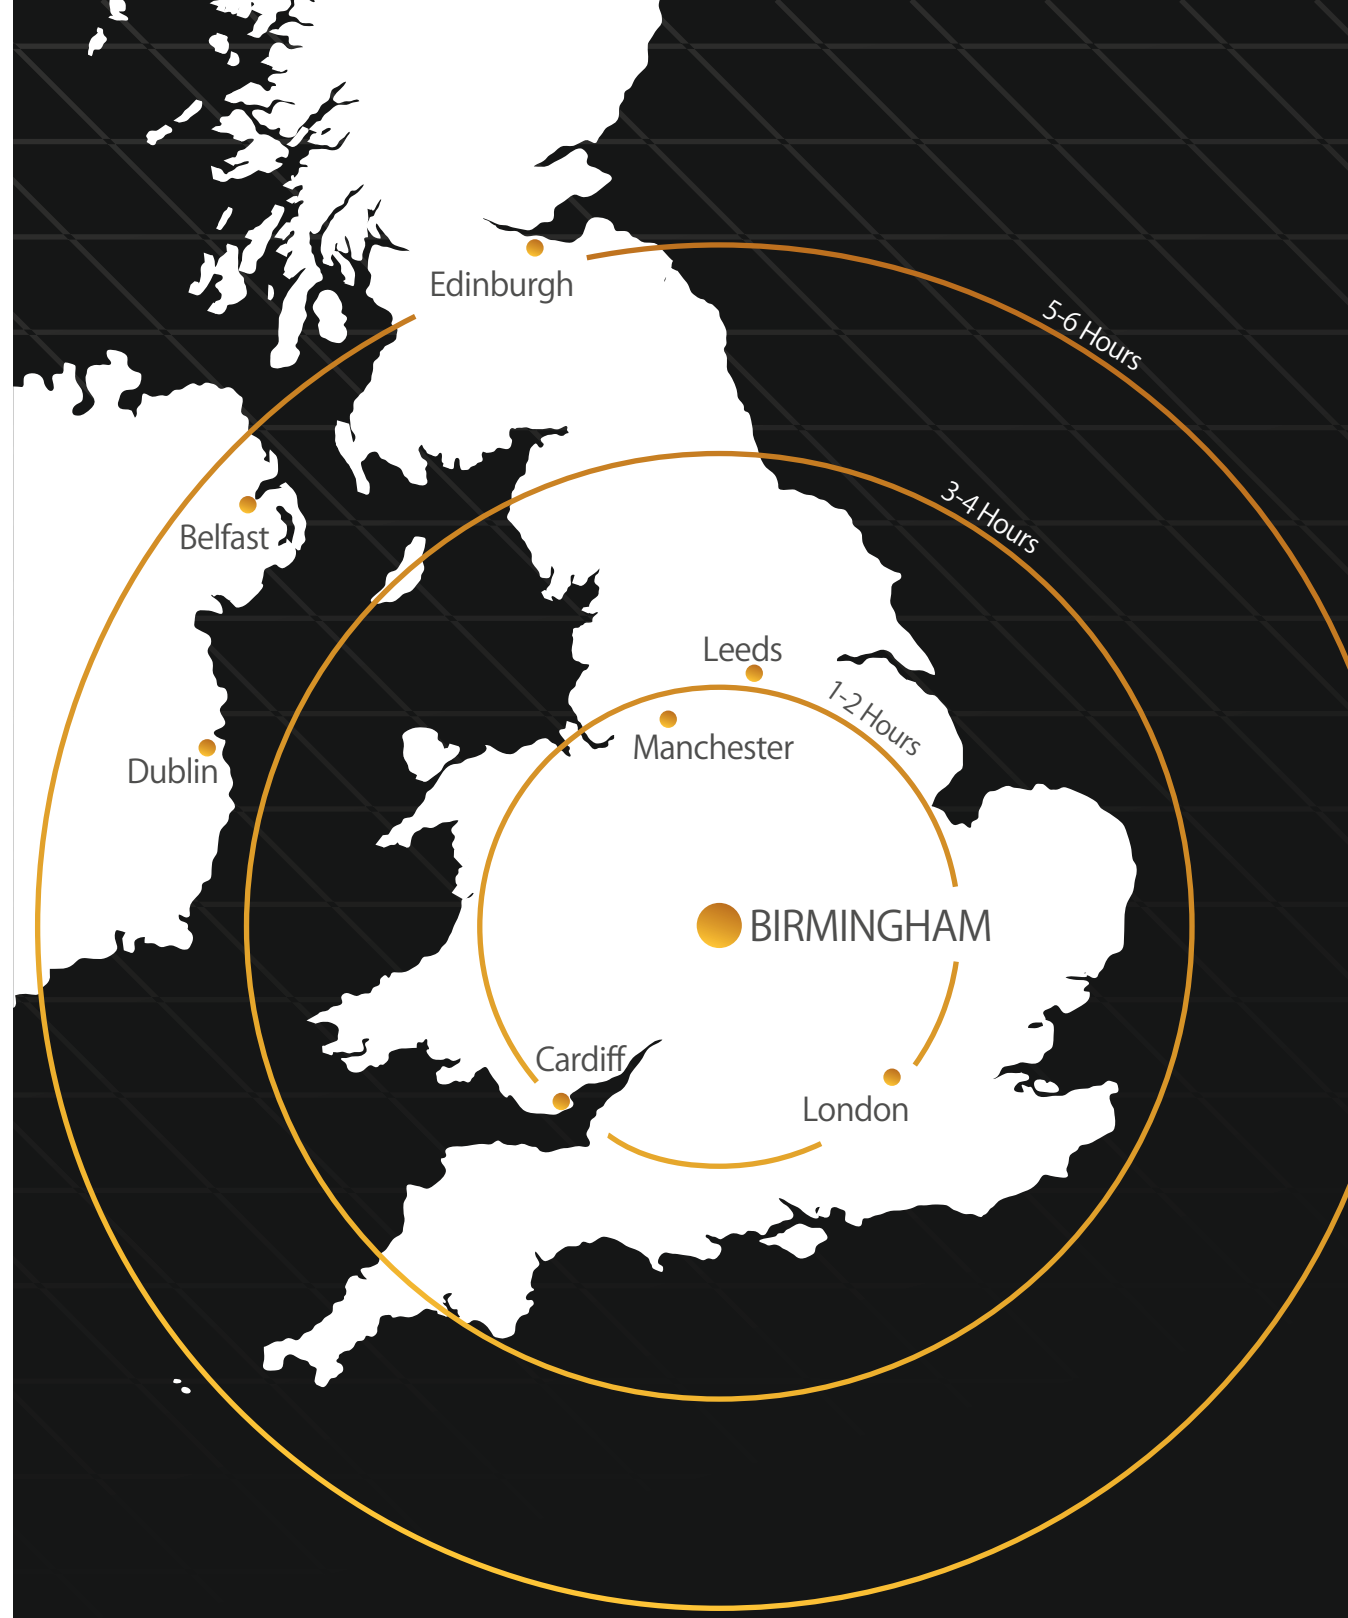 Edinburgh
5-6 Hours
3-4 Hours
Belfast
Leeds
1-2 Hours
Manchester
Dublin
BIRMINGHAM
Cardiff
London